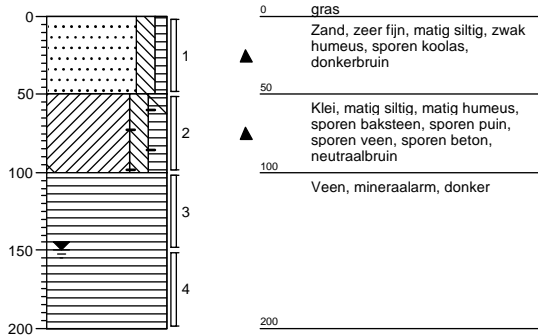 0
50
100
150
200
1
2
3
4
0
gras
Zand, zeer fijn, matig siltig, zwak
humeus, sporen koolas,
donkerbruin
50
Klei, matig siltig, matig humeus,
sporen baksteen, sporen puin,
sporen veen, sporen beton,
neutraalbruin
100
Veen, mineraalarm, donker
200